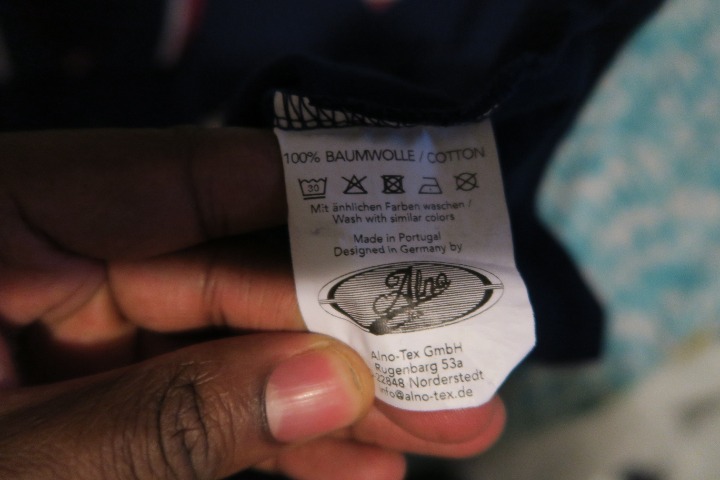 100% BAUMWOLLE / COTTON
30
Mit änhlichen Farben waschen /
Wash with similar colors
Made in Portugal
Designed in Germany by
Alno
Alno-Tex GmbH
Rugenbarg 53a
22848 Norderstedt
info@alno-tex.de